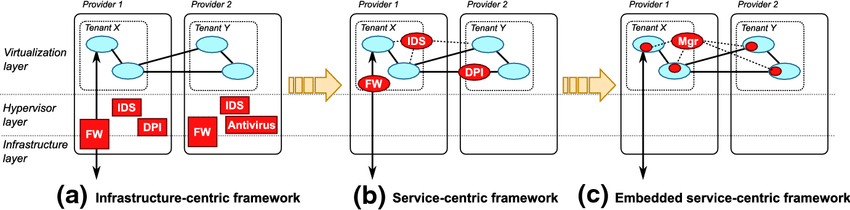 Provider 1 Provider 2 Provider 1 Provider 2 Provider 1 Provider 2
Tenant X Tenant Y Tenant X Tenant Y Tenant X Tenant Y
IDS Mgr
Virtualization
layer
DPI
FW
Hypervisor
layer
IDS IDS
DPI Antivirus
FW FW
Infrastructure
layer
(a) Infrastructure-centric framework (b) Service-centric framework (c) Embedded service-centric framework